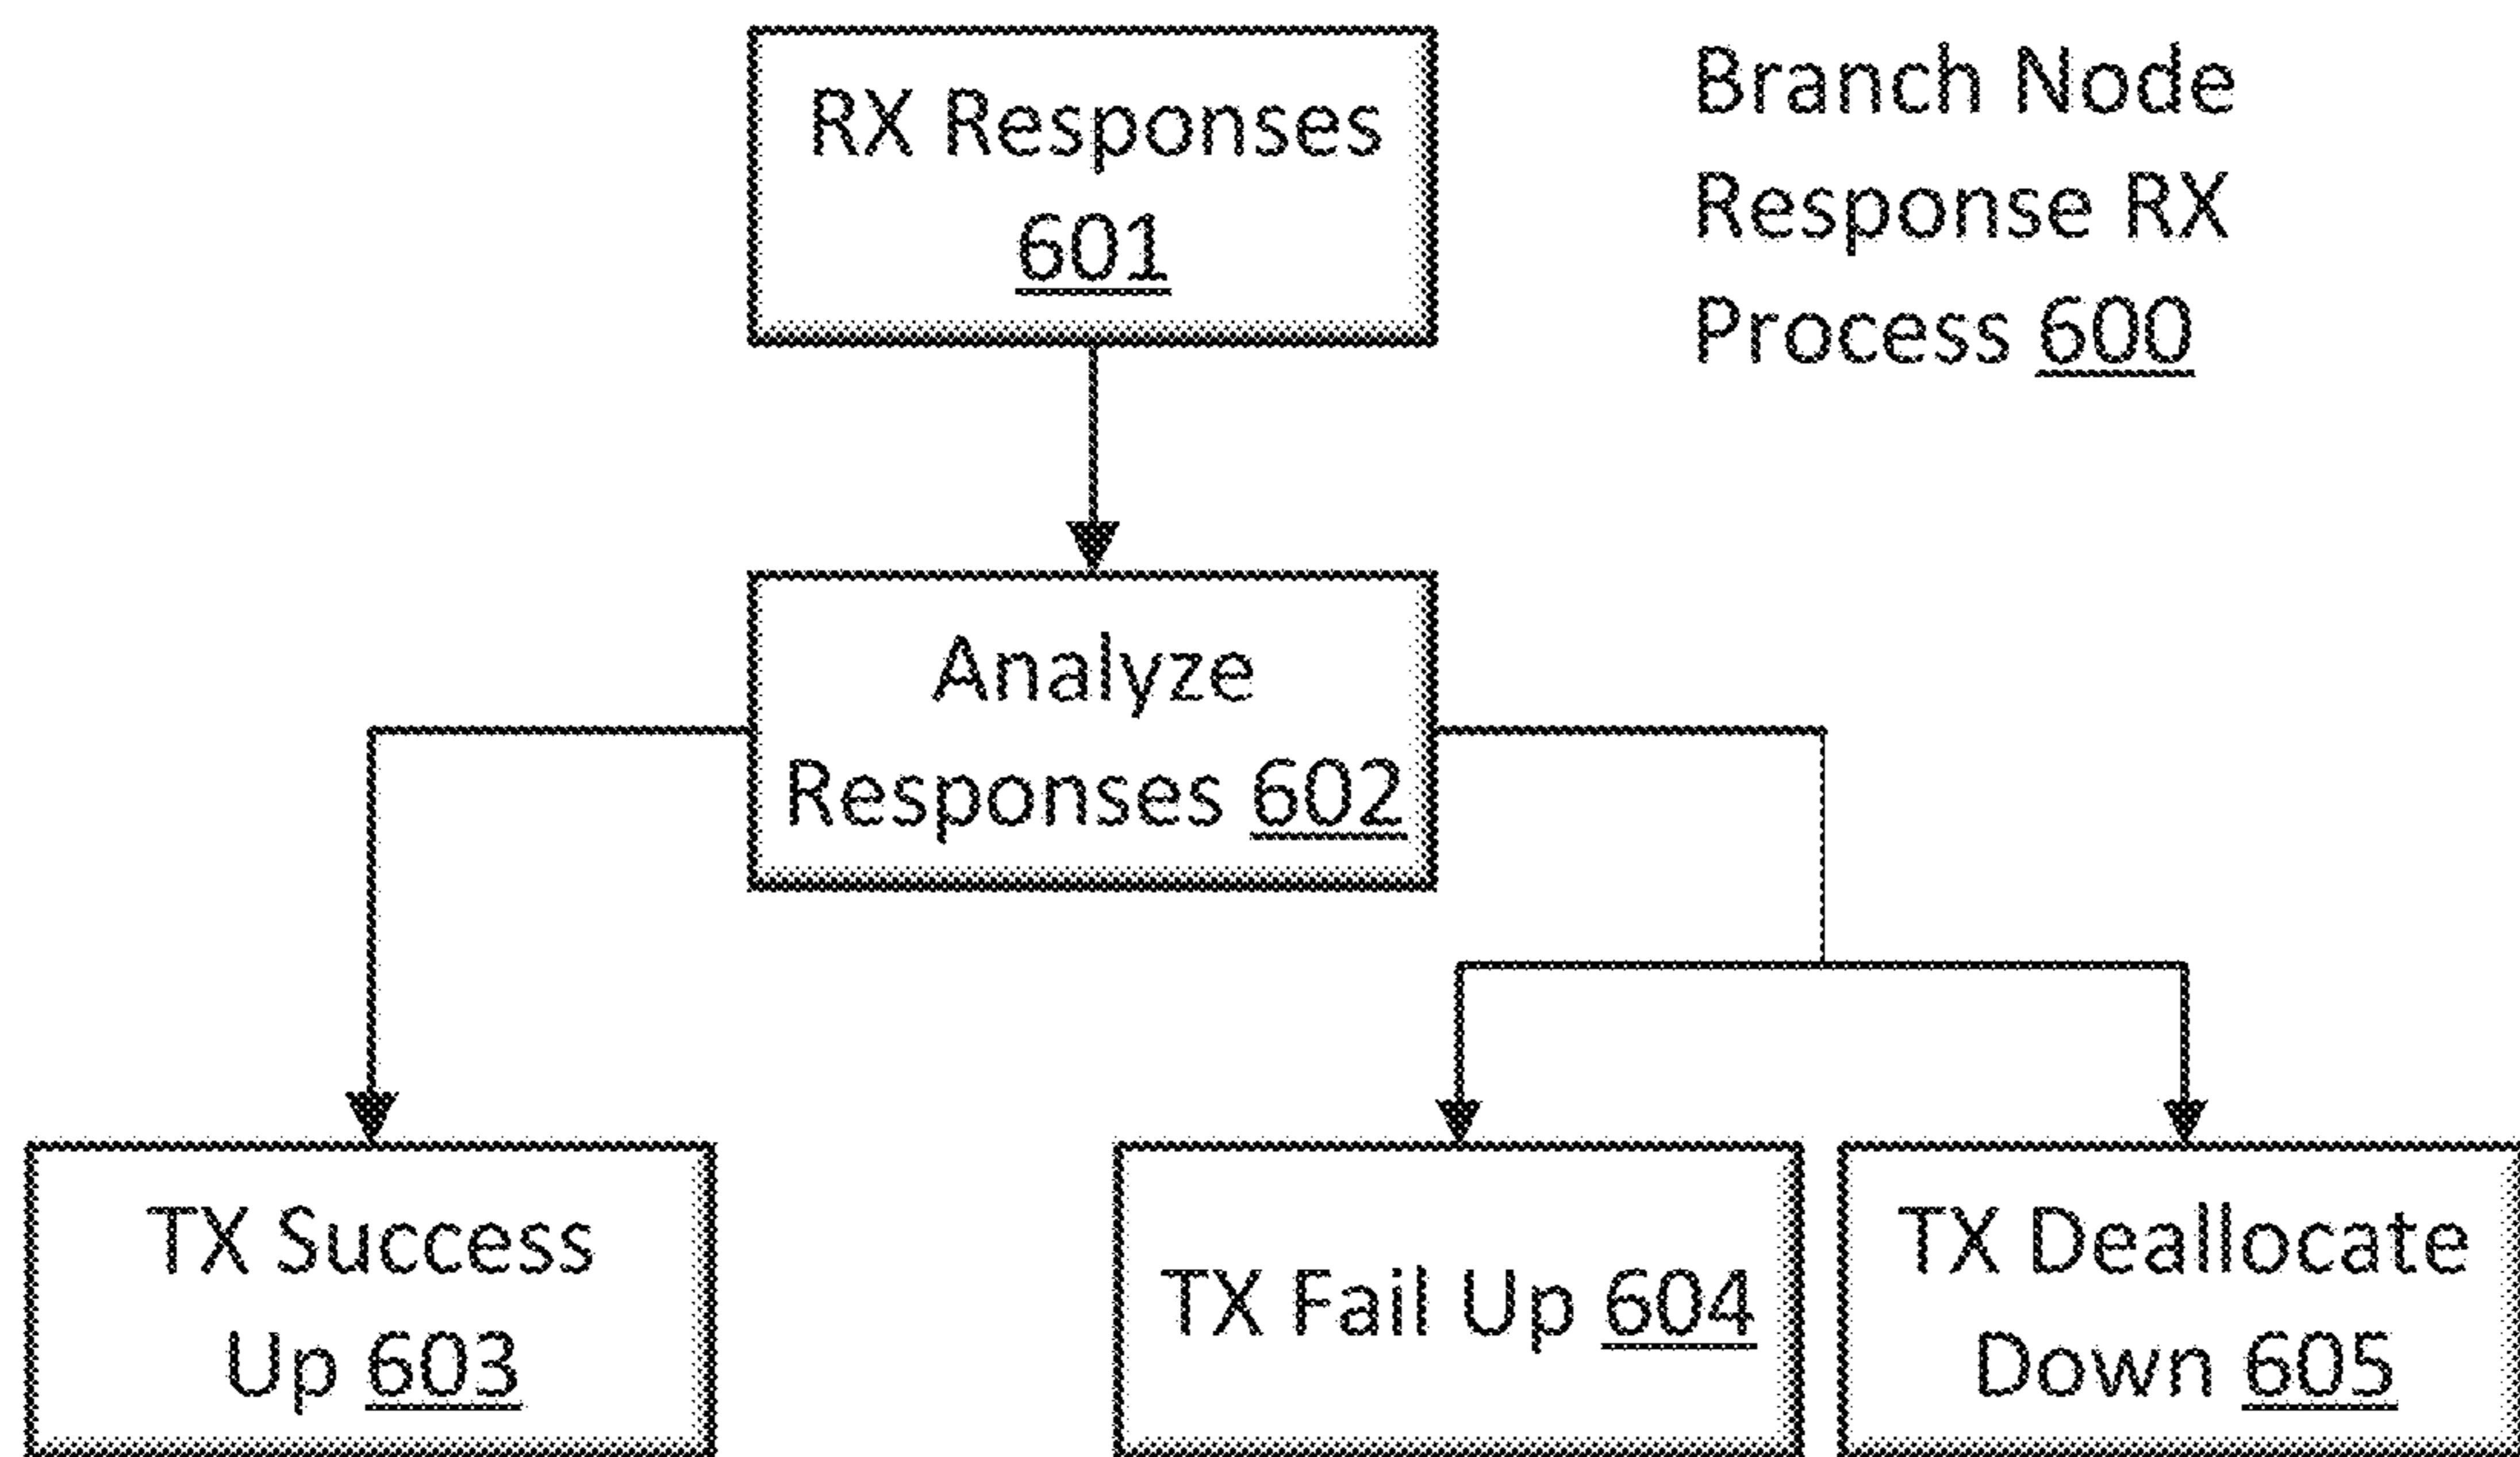 RX Responses
601
Branch Node
Response RX
Process 600
Analyze
Responses 602
TX Success
Up 603
TX Fail Up 604
TX Deallocate
Down 605